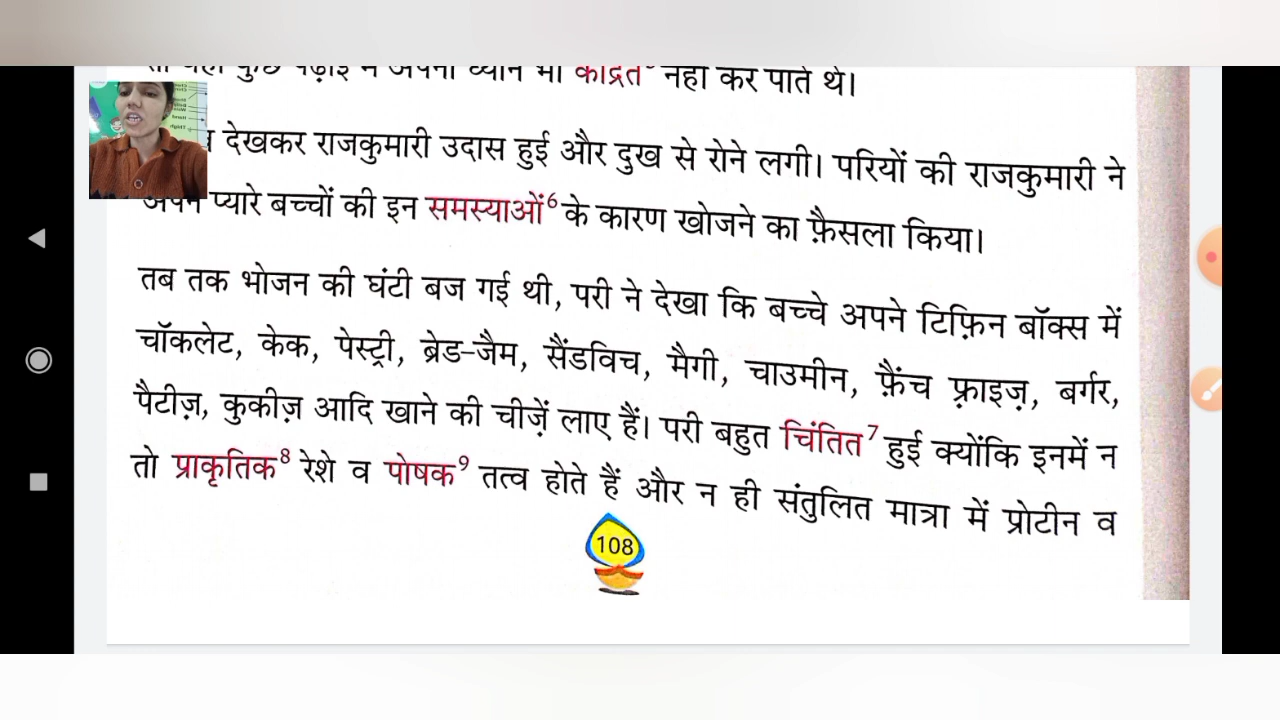 केंद्रित⁵ नहीं कर पाते थे।
देखकर राजकुमारी उदास हुई और दुख से रोने लगी। परियों की राजकुमारी ने
अपने प्यारे बच्चों की इन समस्याओं⁶ के कारण खोजने का फ़ैसला किया।
तब तक भोजन की घंटी बज गई थी, परी ने देखा कि बच्चे अपने टिफ़िन बॉक्स में
चॉकलेट, केक, पेस्ट्री, ब्रेड-जैम, सैंडविच, मैगी, चाउमीन, फ़्रैंच फ़्राइज़, बर्गर,
पैटीज़, कुकीज़ आदि खाने की चीज़ें लाए हैं। परी बहुत चिंतित⁷ हुई क्योंकि इनमें न
तो प्राकृतिक⁸ रेशे व पोषक⁹ तत्व होते हैं और न ही संतुलित मात्रा में प्रोटीन व
108